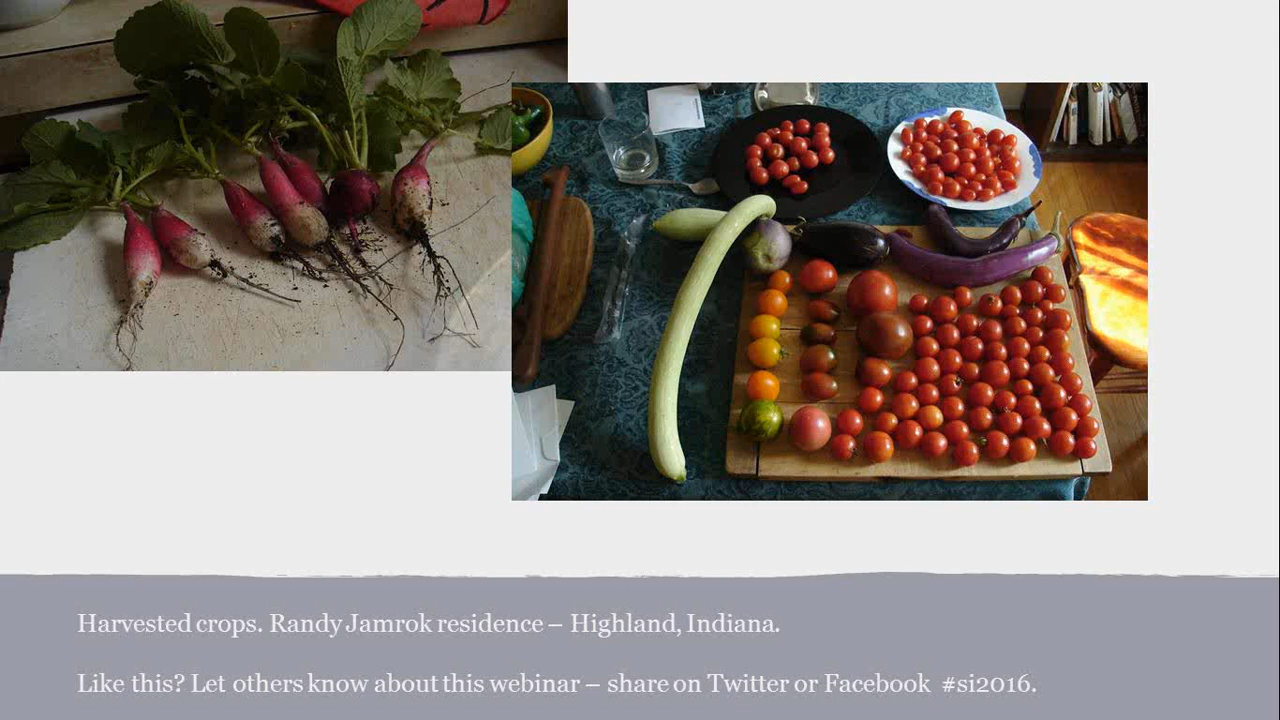 Harvested crops. Randy Jamrok residence – Highland, Indiana.
Like this? Let others know about this webinar – share on Twitter or Facebook #si2016.